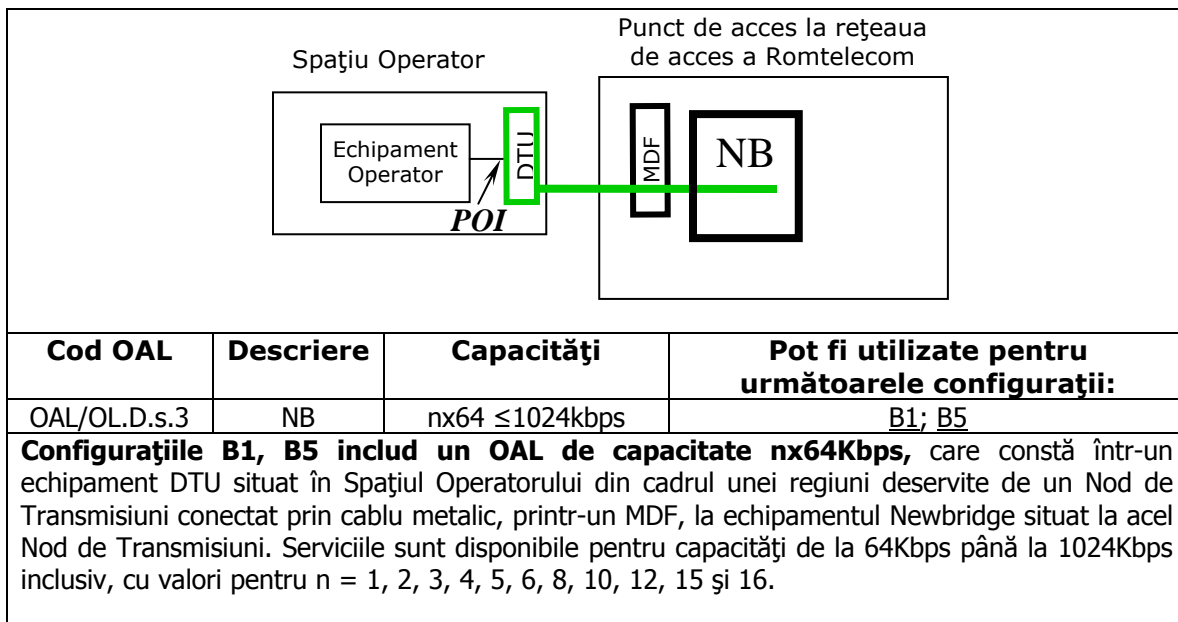 Punct de acces la reţeaua
de acces a Romtelecom
Spaţiu Operator
Echipament
Operator
DTU
POI
MDF
NB
Cod OAL Descriere Capacităţi Pot fi utilizate pentru
următoarele configuraţii:
OAL/OL.D.s.3 NB nx64 ≤1024kbps B1; B5
Configuraţiile B1, B5 includ un OAL de capacitate nx64Kbps, care constă într-un
echipament DTU situat în Spaţiul Operatorului din cadrul unei regiuni deservite de un Nod de
Transmisiuni conectat prin cablu metalic, printr-un MDF, la echipamentul Newbridge situat la acel
Nod de Transmisiuni. Serviciile sunt disponibile pentru capacităţi de la 64Kbps până la 1024Kbps
inclusiv, cu valori pentru n = 1, 2, 3, 4, 5, 6, 8, 10, 12, 15 şi 16.